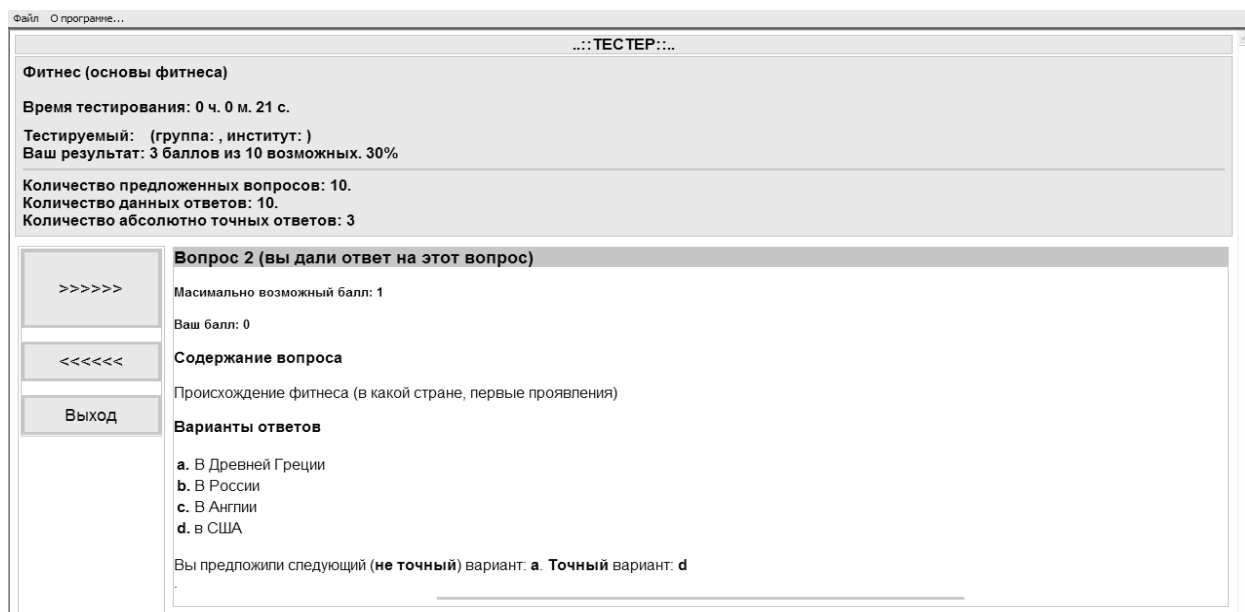 Файл О программе...
..::ТЕСТЕР::..
Фитнес (основы фитнеса)
Время тестирования: 0 ч. 0 м. 21 с.
Тестируемый: (группа: , институт: )
Ваш результат: 3 баллов из 10 возможных. 30%
Количество предложенных вопросов: 10.
Количество данных ответов: 10.
Количество абсолютно точных ответов: 3
>>>>>>
<<<<<<
Выход
Вопрос 2 (вы дали ответ на этот вопрос)
Масимально возможный балл: 1
Ваш балл: 0
Содержание вопроса
Происхождение фитнеса (в какой стране, первые проявления)
Варианты ответов
a. В Древней Греции
b. В России
c. В Англии
d. в США
Вы предложили следующий (не точный) вариант: a. Точный вариант: d
.